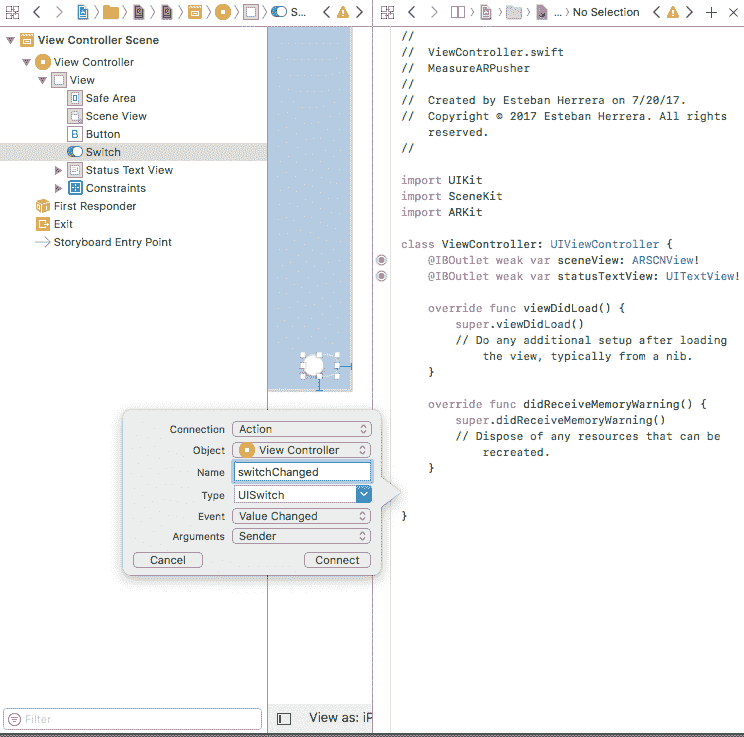 S...
... No Selection
View Controller Scene
View Controller
View
Safe Area
Scene View
B Button
Switch
Status Text View
Constraints
First Responder
Exit
Storyboard Entry Point
//
// ViewController.swift
// MeasureARPusher
//
// Created by Esteban Herrera on 7/20/17.
// Copyright © 2017 Esteban Herrera. All rights
reserved.
//
import UIKit
import SceneKit
import ARKit
class ViewController: UIViewController {
@IBOutlet weak var sceneView: ARSCNView!
@IBOutlet weak var statusTextView: UITextView!
override func viewDidLoad() {
super.viewDidLoad()
// Do any additional setup after loading
the view, typically from a nib.
}
override func didReceiveMemoryWarning() {
super.didReceiveMemoryWarning()
// Dispose of any resources that can be
recreated.
}
}
Connection Action
Object View Controller
Name switchChanged
Type UISwitch
Event Value Changed
Arguments Sender
Cancel Connect
Filter
View as: iP